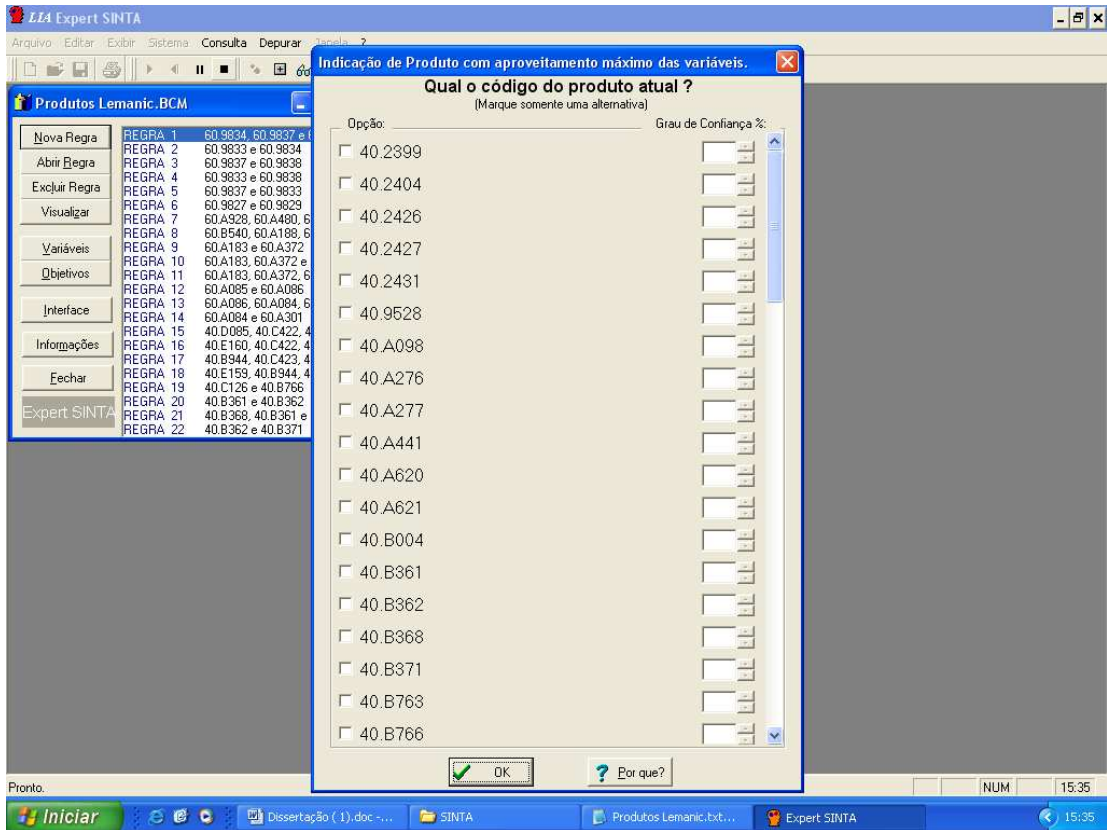 LIA Expert SINTA
Arquivo Editar Exibir Sistema Consulta Depurar Janela ?
Produtos Lemanic.BCM
Nova Regra
Abrir Regra
Excluir Regra
Visualizar
Variáveis
Objetivos
Interface
Informações
Fechar
Expert SINTA
REGRA 1 60.9834, 60.9837 e
REGRA 2 60.9833 e 60.9834
REGRA 3 60.9837 e 60.9838
REGRA 4 60.9833 e 60.9838
REGRA 5 60.9837 e 60.9833
REGRA 6 60.9827 e 60.9829
REGRA 7 60.A928, 60.A480, 6
REGRA 8 60.B540, 60.A188, 6
REGRA 9 60.A183 e 60.A372
REGRA 10 60.A183, 60.A372 e
REGRA 11 60.A183, 60.A372, 6
REGRA 12 60.A085 e 60.A086
REGRA 13 60.A086, 60.A084, 6
REGRA 14 60.A084 e 60.A301
REGRA 15 40.D085, 40.C422, 4
REGRA 16 40.E160, 40.C422, 4
REGRA 17 40.B944, 40.C423, 4
REGRA 18 40.E159, 40.B944, 4
REGRA 19 40.C126 e 40.B766
REGRA 20 40.B361 e 40.B362
REGRA 21 40.B368, 40.B361 e
REGRA 22 40.B362 e 40.B371
Indicação de Produto com aproveitamento máximo das variáveis.
Qual o código do produto atual ?
(Marque somente uma alternativa)
Opção: Grau de Confiança %:
40.2399
40.2404
40.2426
40.2427
40.2431
40.9528
40.A098
40.A276
40.A277
40.A441
40.A620
40.A621
40.B004
40.B361
40.B362
40.B368
40.B371
40.B763
40.B766
OK Por que?
Pronto. NUM 15:35
Iniciar Dissertação ( 1).doc -... SINTA Produtos Lemanic.txt... Expert SINTA 15:35